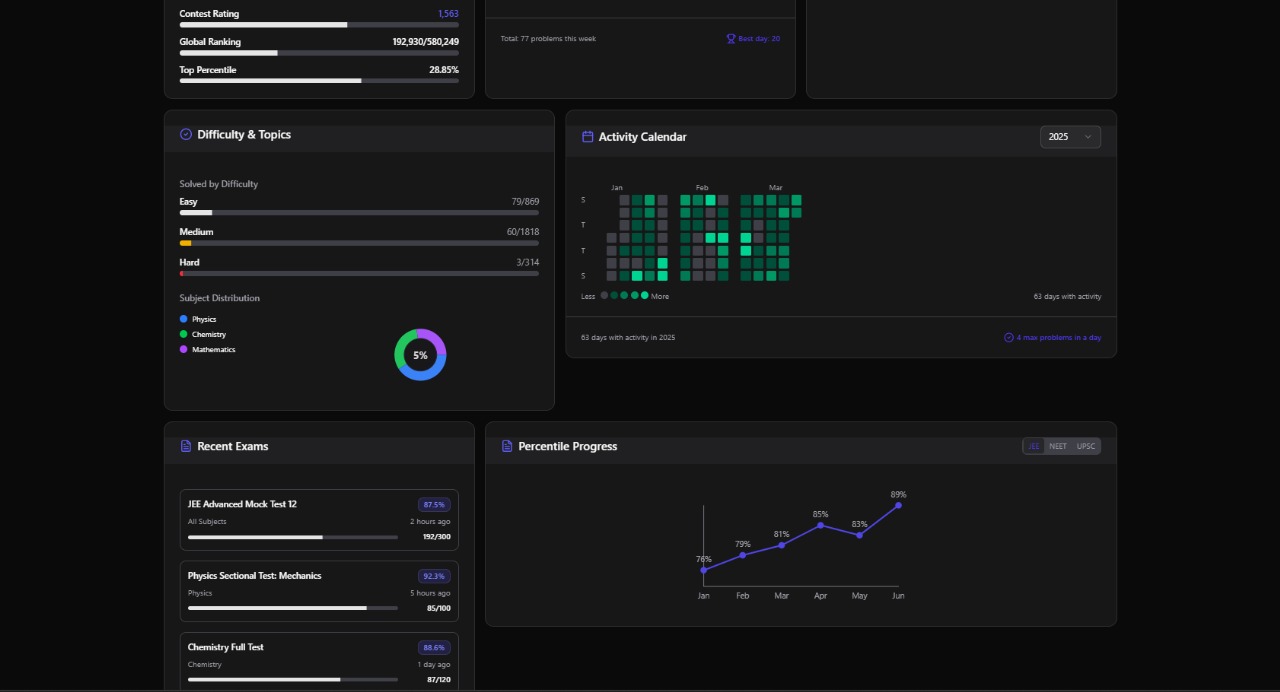 Contest Rating 1,563
Global Ranking 192,930/580,249
Top Percentile 28.85%
Total: 77 problems this week Best day: 20
Difficulty & Topics
Solved by Difficulty
Easy 79/869
Medium 60/1818
Hard 3/314
Subject Distribution
Physics
Chemistry
Mathematics
5%
Activity Calendar 2025
Jan Feb Mar
S
T
T
S
Less More 63 days with activity
63 days with activity in 2025 4 max problems in a day
Recent Exams
JEE Advanced Mock Test 12 87.5%
All Subjects 2 hours ago
192/300
Physics Sectional Test: Mechanics 92.3%
Physics 5 hours ago
85/100
Chemistry Full Test 88.6%
Chemistry 1 day ago
87/120
Percentile Progress JEE NEET UPSC
76% 79% 81% 85% 83% 89%
Jan Feb Mar Apr May Jun